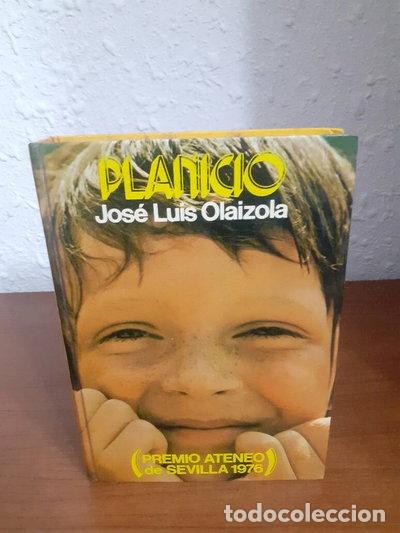 PLANICIO
José Luis Olaizola
(PREMIO ATENEO
de SEVILLA 1976)
todocoleccion